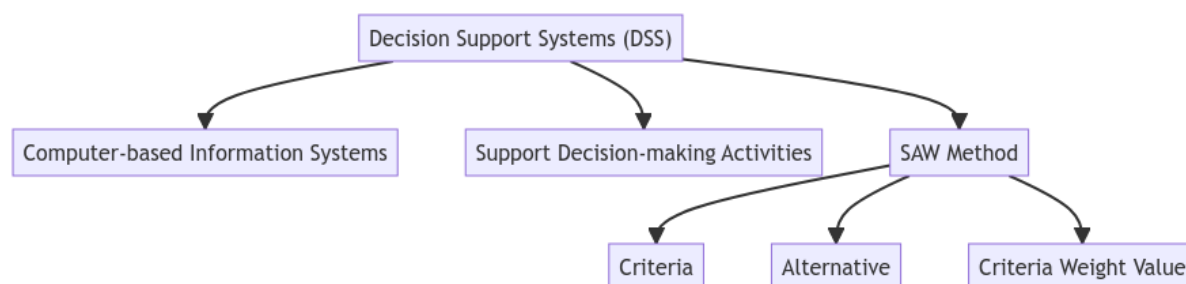 Decision Support Systems (DSS)
Computer-based Information Systems
Support Decision-making Activities
SAW Method
Criteria
Alternative
Criteria Weight Value